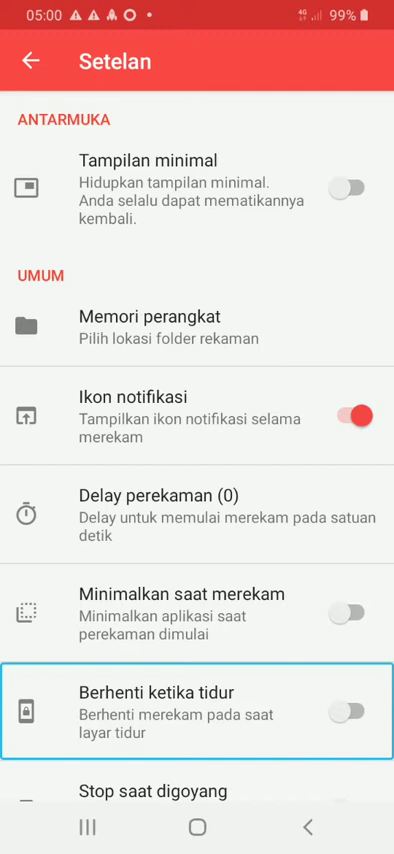 05:00
4G
99%
Setelan
ANTARMUKA
Tampilan minimal
Hidupkan tampilan minimal.
Anda selalu dapat mematikannya
kembali.
UMUM
Memori perangkat
Pilih lokasi folder rekaman
Ikon notifikasi
Tampilkan ikon notifikasi selama
merekam
Delay perekaman (0)
Delay untuk memulai merekam pada satuan
detik
Minimalkan saat merekam
Minimalkan aplikasi saat
perekaman dimulai
Berhenti ketika tidur
Berhenti merekam pada saat
layar tidur
Stop saat digoyang